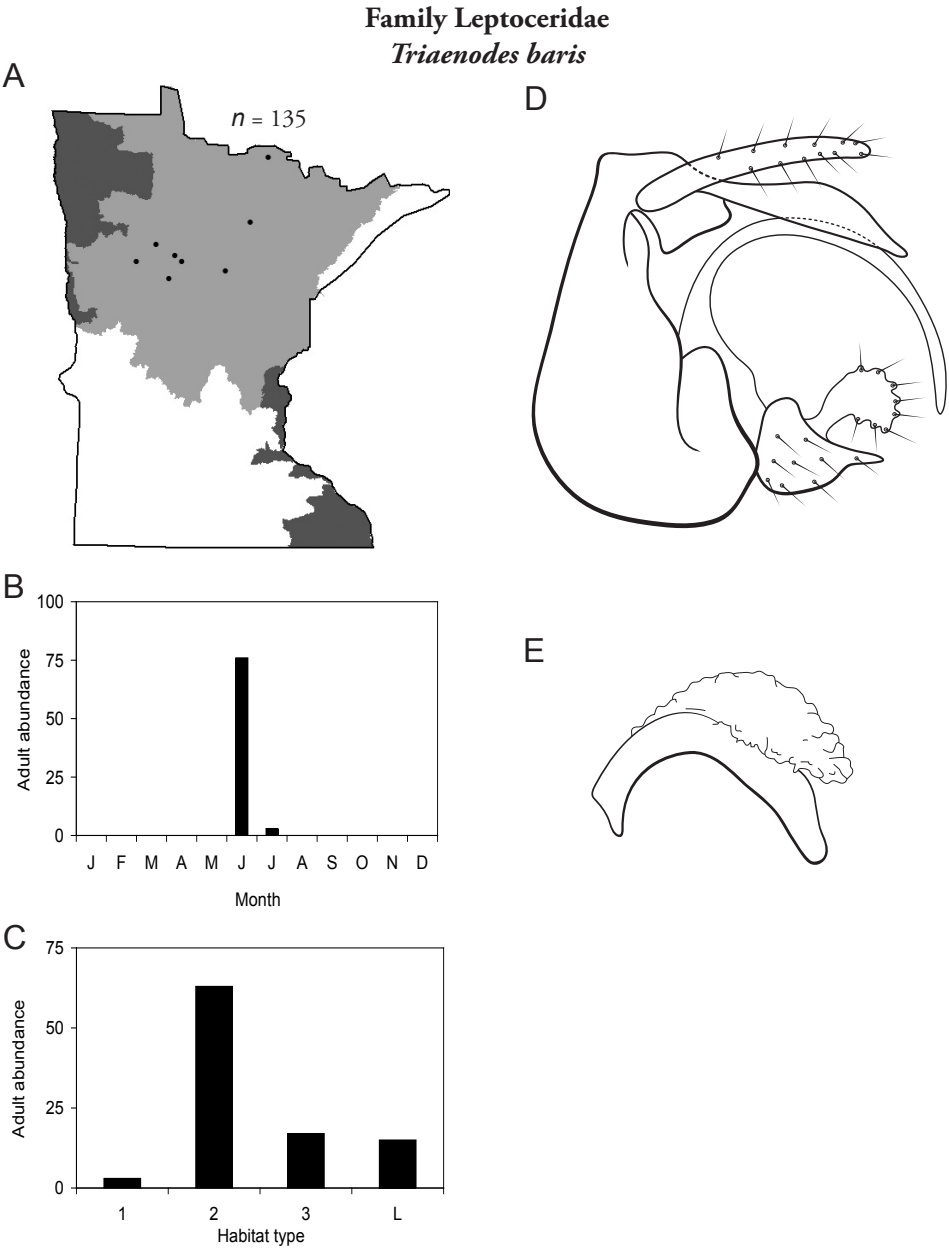 Family Leptoceridae
Triaenodes baris
A
n = 135
D
B
100
75
50
25
0
Adult abundance
J F M A M J J A S O N D
Month
E
C
75
50
25
0
Adult abundance
1 2 3 L
Habitat type